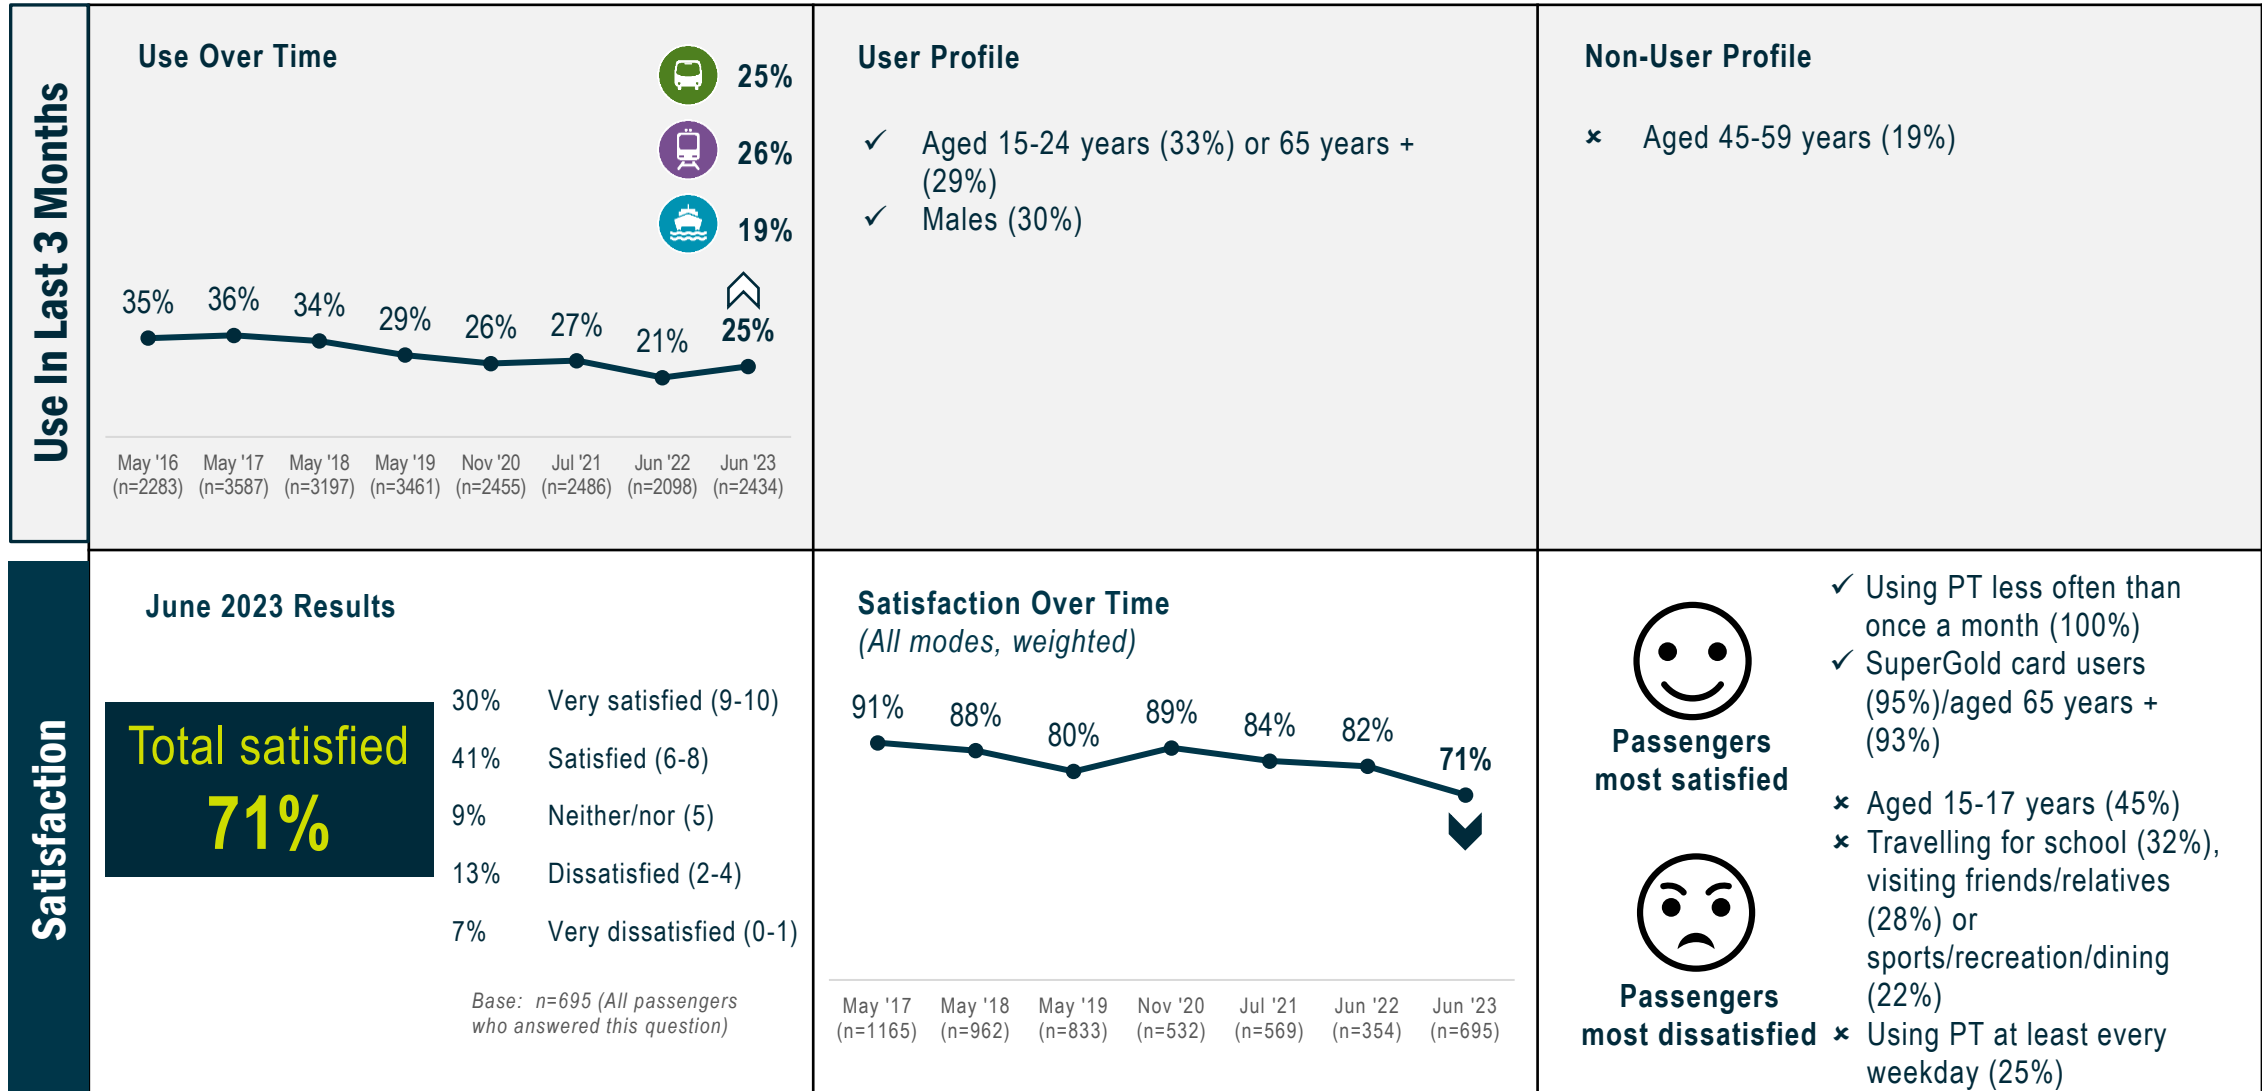 Use In Last 3 Months
Use Over Time
25%
26%
19%
35%
36%
34%
29%
26%
27%
21%
25%
May '16
(n=2283)
May '17
(n=3587)
May '18
(n=3197)
May '19
(n=3461)
Nov '20
(n=2455)
Jul '21
(n=2486)
Jun '22
(n=2098)
Jun '23
(n=2434)
User Profile
✓ Aged 15-24 years (33%) or 65 years +
(29%)
✓ Males (30%)
Non-User Profile
× Aged 45-59 years (19%)
Satisfaction
June 2023 Results
Total satisfied
71%
30% Very satisfied (9-10)
41% Satisfied (6-8)
9% Neither/nor (5)
13% Dissatisfied (2-4)
7% Very dissatisfied (0-1)
Base: n=695 (All passengers
who answered this question)
Satisfaction Over Time
(All modes, weighted)
91%
88%
80%
89%
84%
82%
71%
May '17
(n=1165)
May '18
(n=962)
May '19
(n=833)
Nov '20
(n=532)
Jul '21
(n=569)
Jun '22
(n=354)
Jun '23
(n=695)
Passengers
most satisfied
✓ Using PT less often than
once a month (100%)
✓ SuperGold card users
(95%)/aged 65 years +
(93%)
Passengers
most dissatisfied
× Aged 15-17 years (45%)
× Travelling for school (32%),
visiting friends/relatives
(28%) or
sports/recreation/dining
(22%)
× Using PT at least every
weekday (25%)